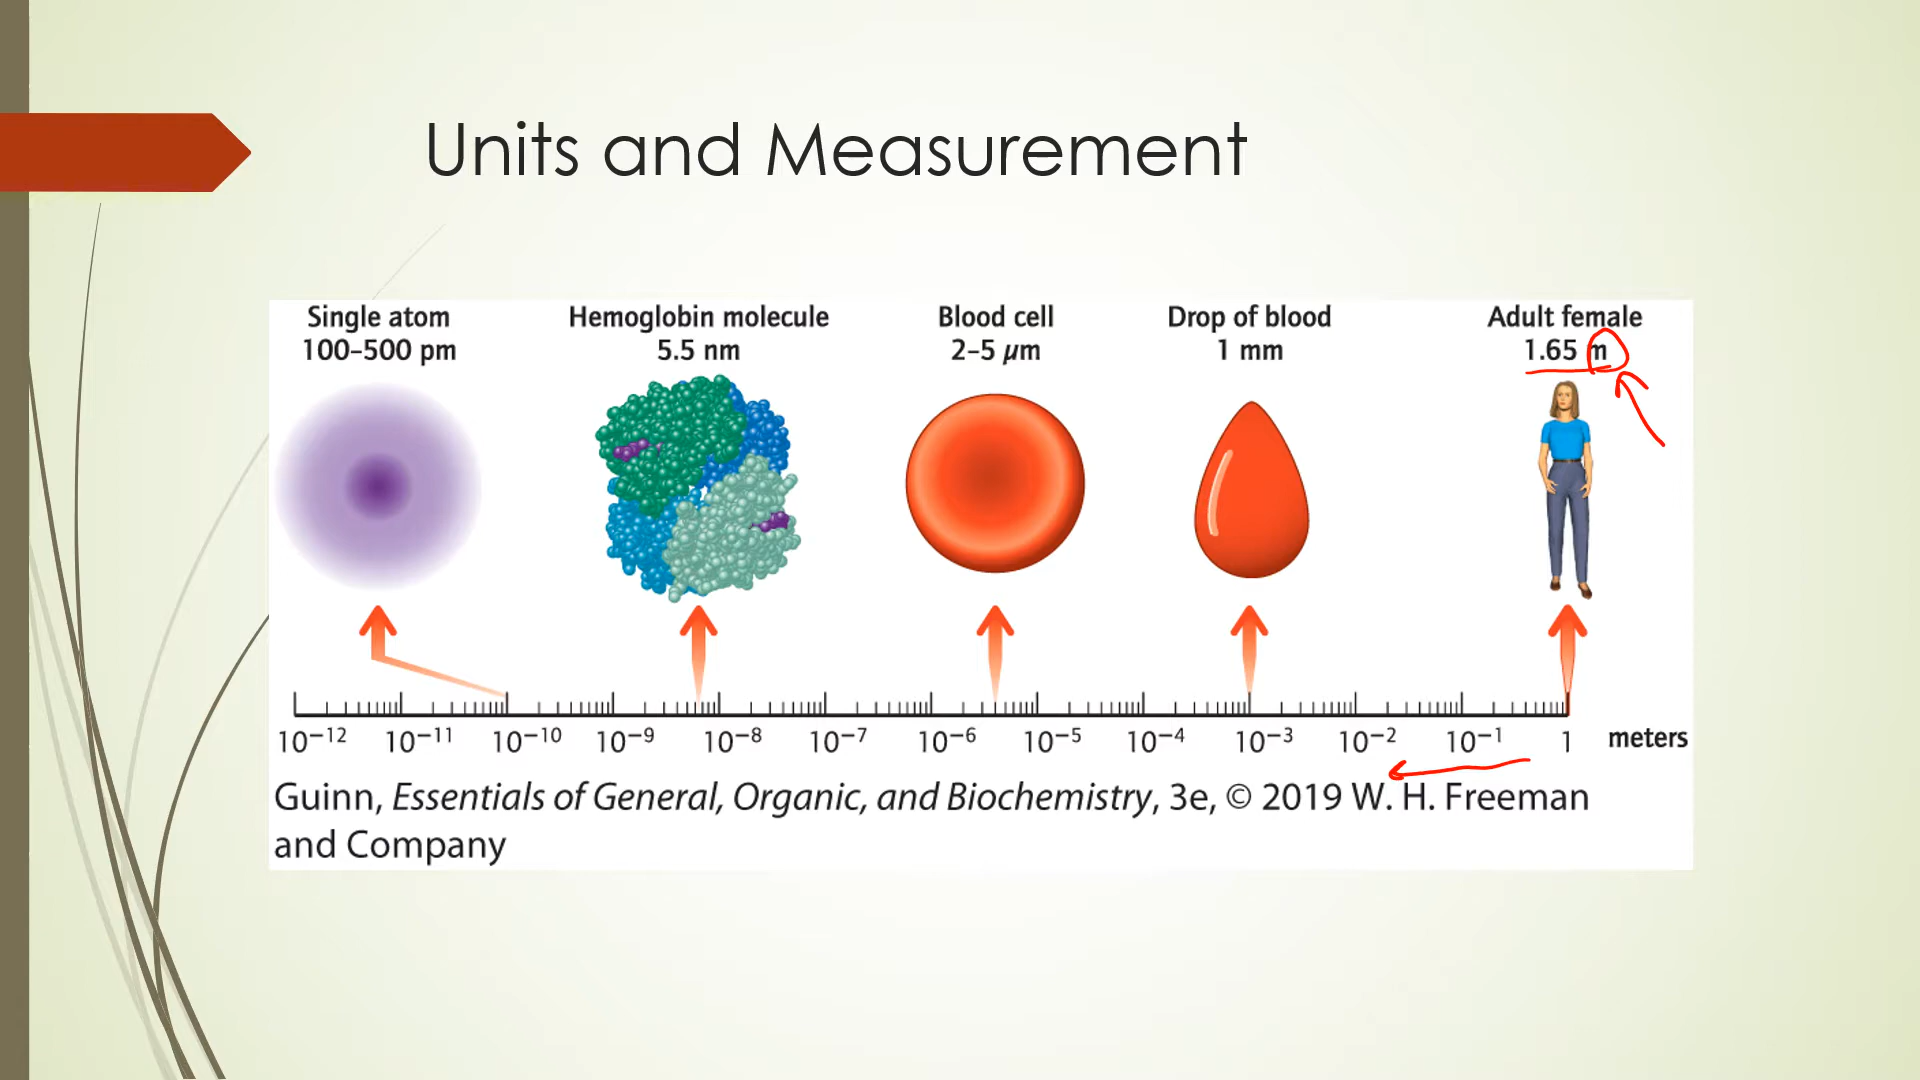 Units and Measurement
Single atom
100–500 pm
Hemoglobin molecule
5.5 nm
Blood cell
2–5 μm
Drop of blood
1 mm
Adult female
1.65 m
10⁻¹² 10⁻¹¹ 10⁻¹⁰ 10⁻⁹ 10⁻⁸ 10⁻⁷ 10⁻⁶ 10⁻⁵ 10⁻⁴ 10⁻³ 10⁻² 10⁻¹ 1 meters
Guinn, Essentials of General, Organic, and Biochemistry, 3e, © 2019 W. H. Freeman
and Company